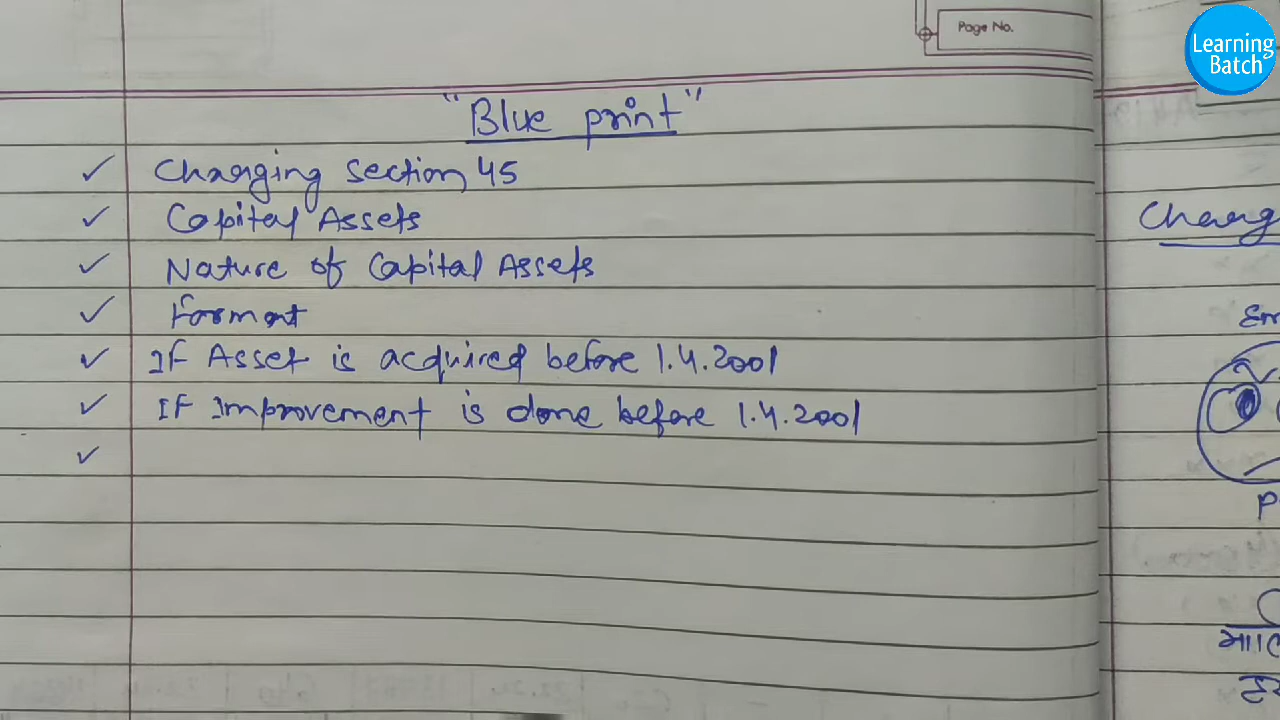 Page No.
Learning
Batch
"Blue print"
✓ Charging section 45
✓ Capital Assets
✓ Nature of Capital Assets
✓ Format
✓ If Asset is acquired before 1.4.2001
✓ If Improvement is done before 1.4.2001
✓